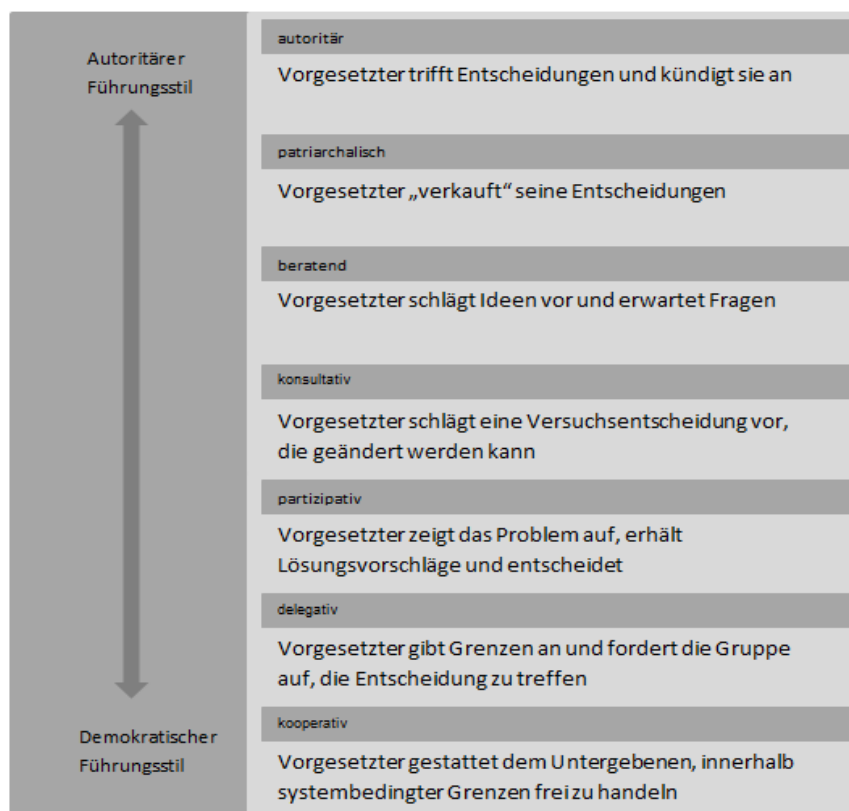 Autoritärer
Führungsstil
autoritär
Vorgesetzter trifft Entscheidungen und kündigt sie an
patriarchalisch
Vorgesetzter „verkauft“ seine Entscheidungen
beratend
Vorgesetzter schlägt Ideen vor und erwartet Fragen
konsultativ
Vorgesetzter schlägt eine Versuchsentscheidung vor,
die geändert werden kann
partizipativ
Vorgesetzter zeigt das Problem auf, erhält
Lösungsvorschläge und entscheidet
delegativ
Vorgesetzter gibt Grenzen an und fordert die Gruppe
auf, die Entscheidung zu treffen
Demokratischer
Führungsstil
kooperativ
Vorgesetzter gestattet dem Untergebenen, innerhalb
systembedingter Grenzen frei zu handeln